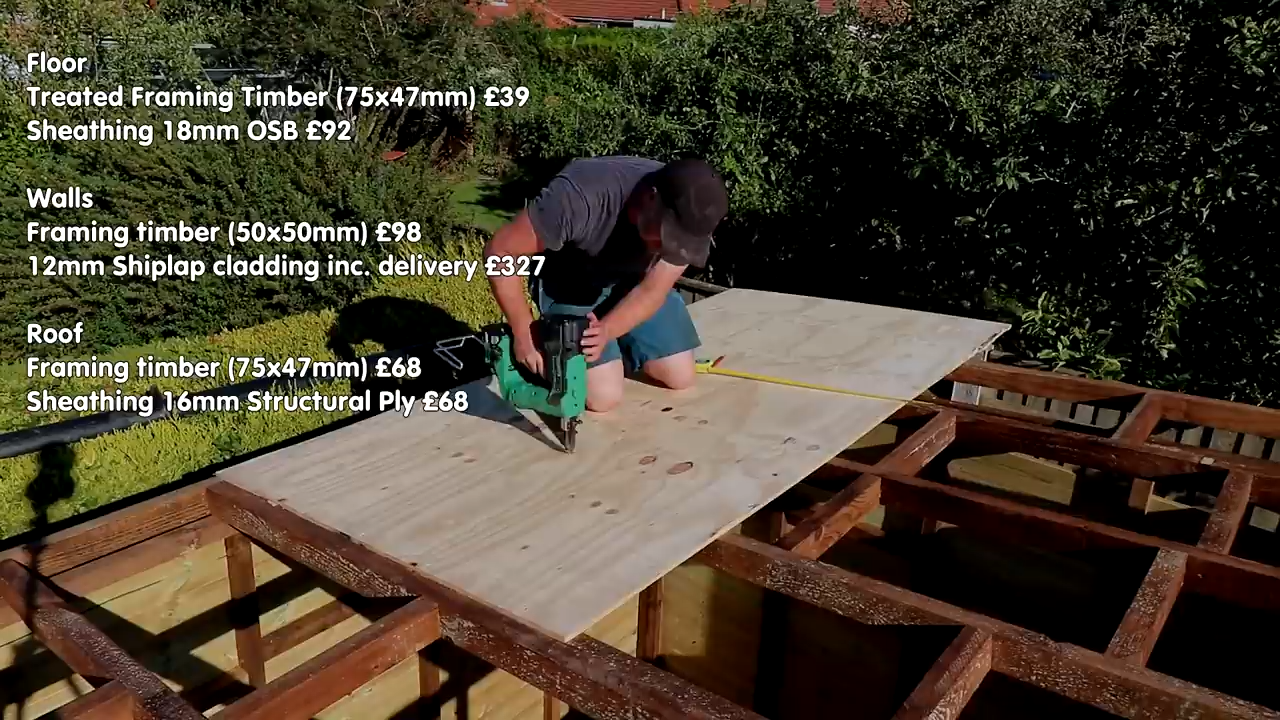 Floor
Treated Framing Timber (75x47mm) £39
Sheathing 18mm OSB £92
Walls
Framing timber (50x50mm) £98
12mm Shiplap cladding inc. delivery £327
Roof
Framing timber (75x47mm) £68
Sheathing 16mm Structural Ply £68